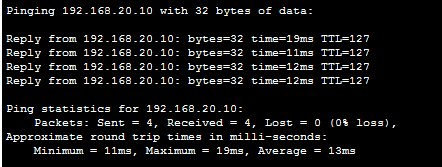 Pinging 192.168.20.10 with 32 bytes of data:
Reply from 192.168.20.10: bytes=32 time=19ms TTL=127
Reply from 192.168.20.10: bytes=32 time=11ms TTL=127
Reply from 192.168.20.10: bytes=32 time=12ms TTL=127
Reply from 192.168.20.10: bytes=32 time=12ms TTL=127
Ping statistics for 192.168.20.10:
Packets: Sent = 4, Received = 4, Lost = 0 (0% loss),
Approximate round trip times in milli-seconds:
Minimum = 11ms, Maximum = 19ms, Average = 13ms